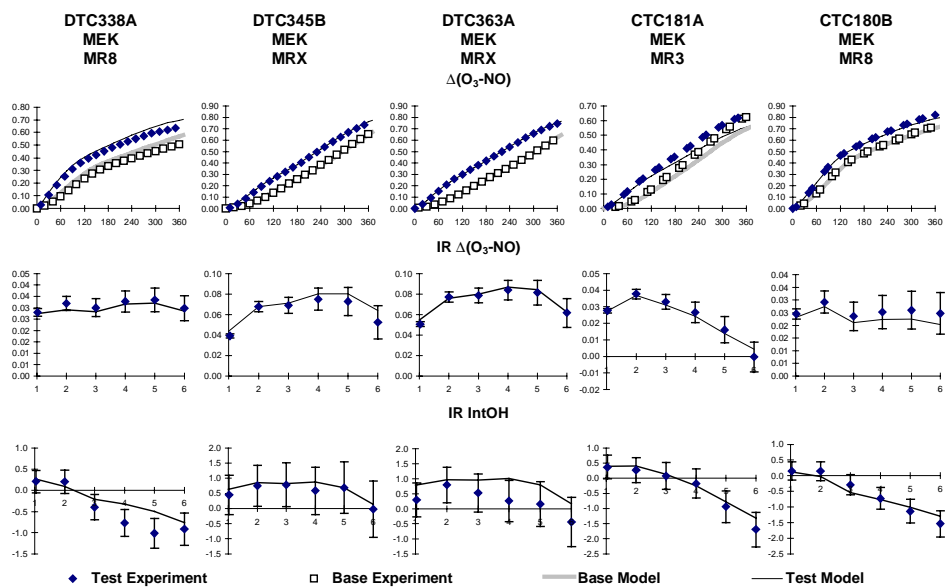 DTC338A DTC345B DTC363A CTC181A CTC180B
MEK MEK MEK MEK MEK
MR8 MRX MRX MR3 MR8
Δ(O₃-NO)
0.80 0.90 0.90 0.70 0.90
0.70 0.80 0.80 0.60 0.80
0.60 0.70 0.70 0.50 0.70
0.50 0.60 0.60 0.40 0.60
0.40 0.50 0.50 0.30 0.50
0.30 0.40 0.40 0.20 0.40
0.20 0.30 0.30 0.10 0.30
0.10 0.20 0.20 0.00 0.20
0.00 0.10 0.10 0.10
0.00 0.00 0.00
0 60 120 180 240 300 360 0 60 120 180 240 300 360 0 60 120 180 240 300 360 0 60 120 180 240 300 360 0 60 120 180 240 300 360
IR Δ(O₃-NO)
0.05 0.10 0.10 0.05 0.04
0.04 0.08 0.08 0.04 0.03
0.04 0.06 0.06 0.03 0.03
0.03 0.04 0.04 0.02 0.02
0.03 0.02 0.02 0.01 0.02
0.02 0.00 0.00 0.00 0.01
0.02 -0.01 0.01
0.01 -0.02 0.00
0.01
0.00
1 2 3 4 5 6 1 2 3 4 5 6 1 2 3 4 5 6 1 2 3 4 5 6 1 2 3 4 5 6
IR IntOH
1.0 2.0 2.0 1.0 1.0
0.5 1.5 1.5 0.5 0.5
0.0 1.0 1.0 0.0 0.0
-0.5 0.5 0.5 -0.5 -0.5
-1.0 0.0 0.0 -1.0 -1.0
-1.5 -0.5 -0.5 -1.5 -1.5
-1.0 -1.0 -2.0 -2.0
-1.5 -1.5 -2.5 -2.5
1 2 3 4 5 6 1 2 3 4 5 6 1 2 3 4 5 6 1 2 3 4 5 6 1 2 3 4 5 6
Test Experiment Base Experiment Base Model Test Model